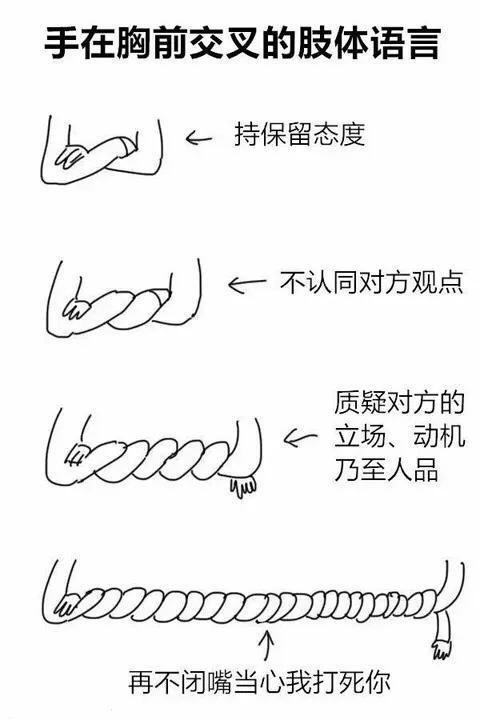 手在胸前交叉的肢体语言
持保留态度
不认同对方观点
质疑对方的
立场、动机
乃至人品
再不闭嘴当心我打死你